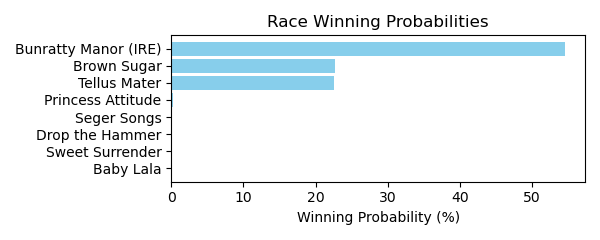 Race Winning Probabilities
Bunratty Manor (IRE)
Brown Sugar
Tellus Mater
Princess Attitude
Seger Songs
Drop the Hammer
Sweet Surrender
Baby Lala
0 10 20 30 40 50
Winning Probability (%)